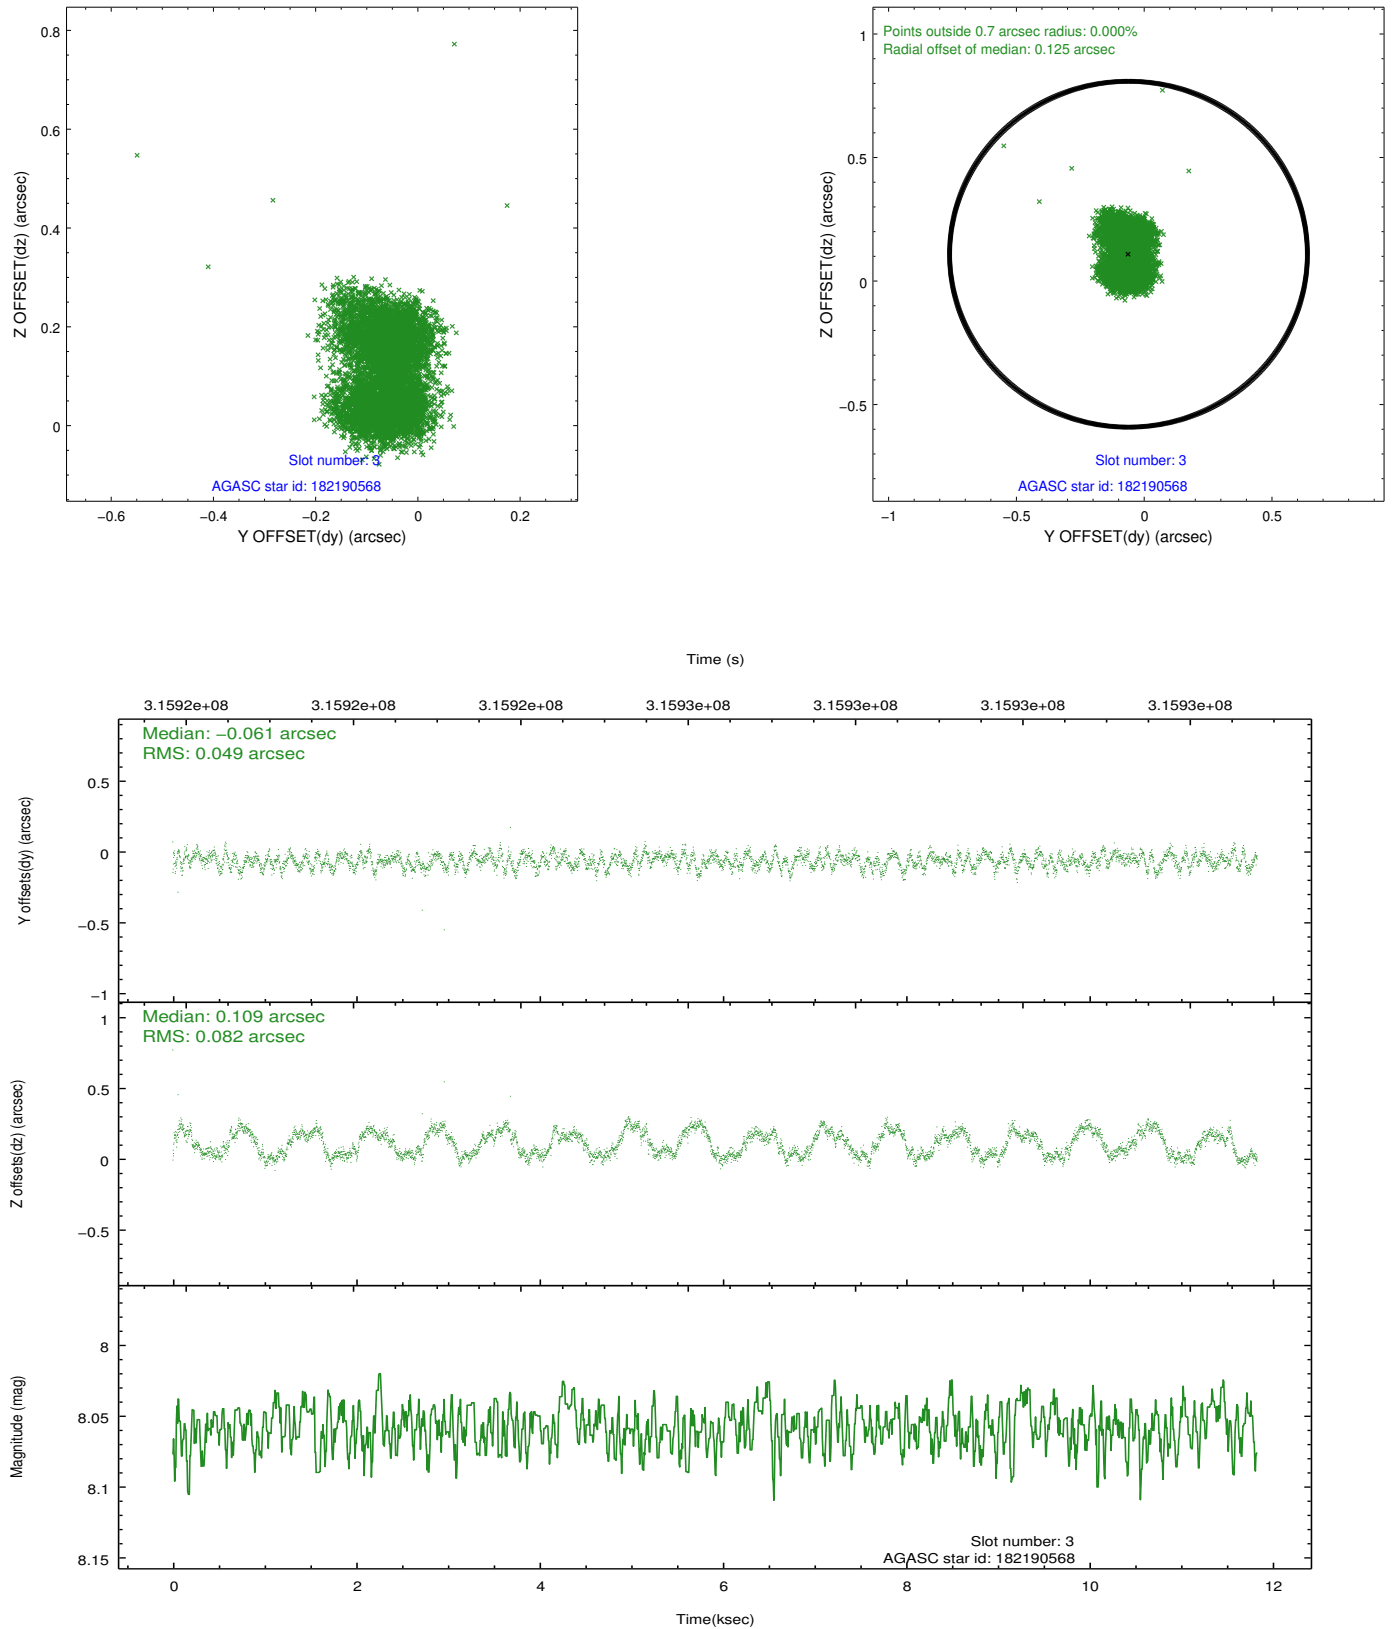 0.8
0.6
0.4
0.2
0
Z OFFSET(dz) (arcsec)
Slot number: 3
AGASC star id: 182190568
−0.6 −0.4 −0.2 0 0.2
Y OFFSET(dy) (arcsec)
Points outside 0.7 arcsec radius: 0.000%
Radial offset of median: 0.125 arcsec
1
0.5
0
−0.5
Z OFFSET(dz) (arcsec)
Slot number: 3
AGASC star id: 182190568
−1 −0.5 0 0.5
Y OFFSET(dy) (arcsec)
Time (s)
3.1592e+08 3.1592e+08 3.1592e+08 3.1593e+08 3.1593e+08 3.1593e+08 3.1593e+08
Median: −0.061 arcsec
RMS: 0.049 arcsec
0.5
0
−0.5
−1
Y offsets(dy) (arcsec)
Median: 0.109 arcsec
RMS: 0.082 arcsec
1
0.5
0
−0.5
Z offsets(dz) (arcsec)
8
8.05
8.1
8.15
Magnitude (mag)
Slot number: 3
AGASC star id: 182190568
0 2 4 6 8 10 12
Time(ksec)